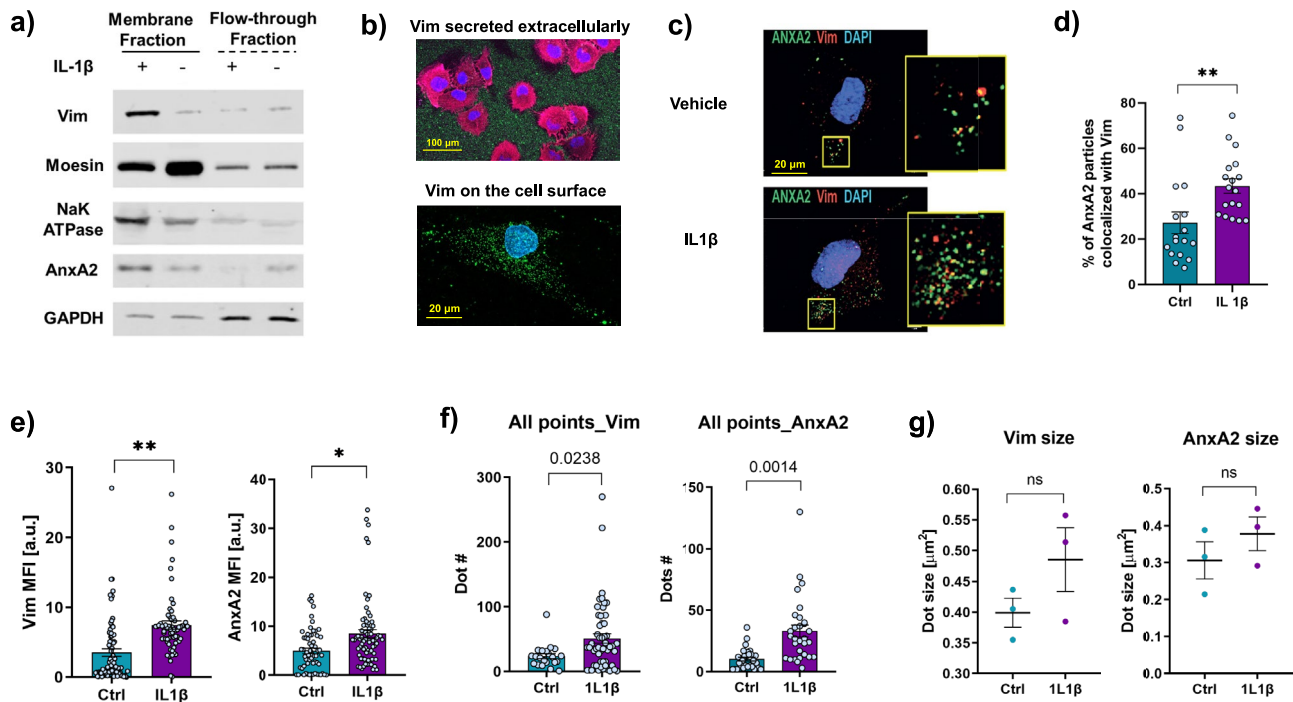 a)
Membrane Fraction
Flow-through Fraction
IL-1β
+ - + -
Vim
Moesin
NaK ATPase
AnxA2
GAPDH
b)
Vim secreted extracellularly
100 µm
Vim on the cell surface
20 µm
c)
ANXA2 Vim DAPI
Vehicle
20 µm
ANXA2 Vim DAPI
IL1β
d)
**
% of AnxA2 particles
colocalized with Vim
80
60
40
20
0
Ctrl
IL 1β
e)
**
Vim MFI [a.u.]
30
20
10
0
Ctrl
IL1β
*
AnxA2 MFI [a.u.]
40
30
20
10
0
Ctrl
IL1β
f)
All points_Vim
0.0238
Dot #
300
200
100
50
0
Ctrl
1L1β
All points_AnxA2
0.0014
Dots #
150
100
50
0
Ctrl
1L1β
g)
Vim size
ns
Dot size [µm²]
0.60
0.55
0.50
0.45
0.40
0.35
0.30
Ctrl
1L1β
AnxA2 size
ns
Dot size [µm²]
0.5
0.4
0.3
0.2
0.1
0.0
Ctrl
1L1β